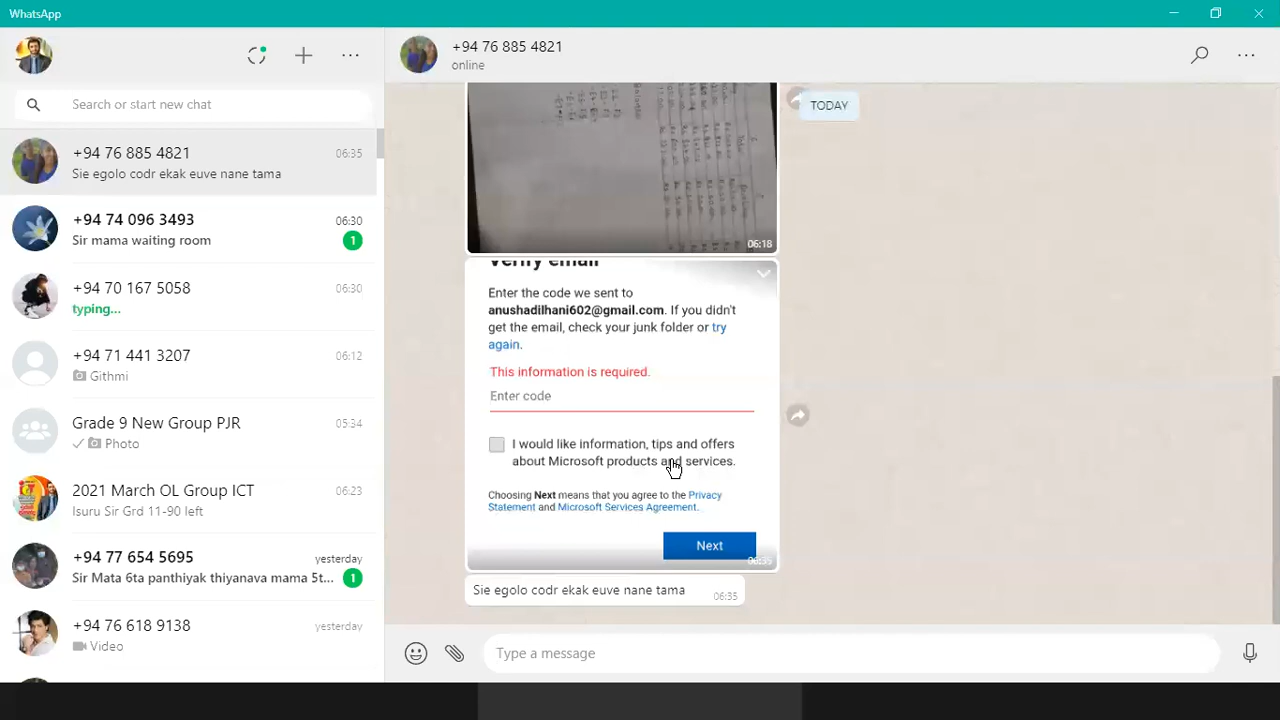 WhatsApp
Search or start new chat
+94 76 885 4821
06:35
Sie egolo codr ekak euve nane tama
+94 74 096 3493
06:30
Sir mama waiting room
1
+94 70 167 5058
06:30
typing...
+94 71 441 3207
06:12
Githmi
Grade 9 New Group PJR
05:34
Photo
2021 March OL Group ICT
06:23
Isuru Sir Grd 11-90 left
+94 77 654 5695
yesterday
Sir Mata 6ta panthiyak thiyanava mama 5t...
1
+94 76 618 9138
yesterday
Video
+94 76 885 4821
online
TODAY
06:18
Verify email
Enter the code we sent to
anushadilhani602@gmail.com. If you didn't
get the email, check your junk folder or try
again.
This information is required.
Enter code
I would like information, tips and offers
about Microsoft products and services.
Choosing Next means that you agree to the Privacy
Statement and Microsoft Services Agreement.
Next
06:35
Sie egolo codr ekak euve nane tama
06:35
Type a message